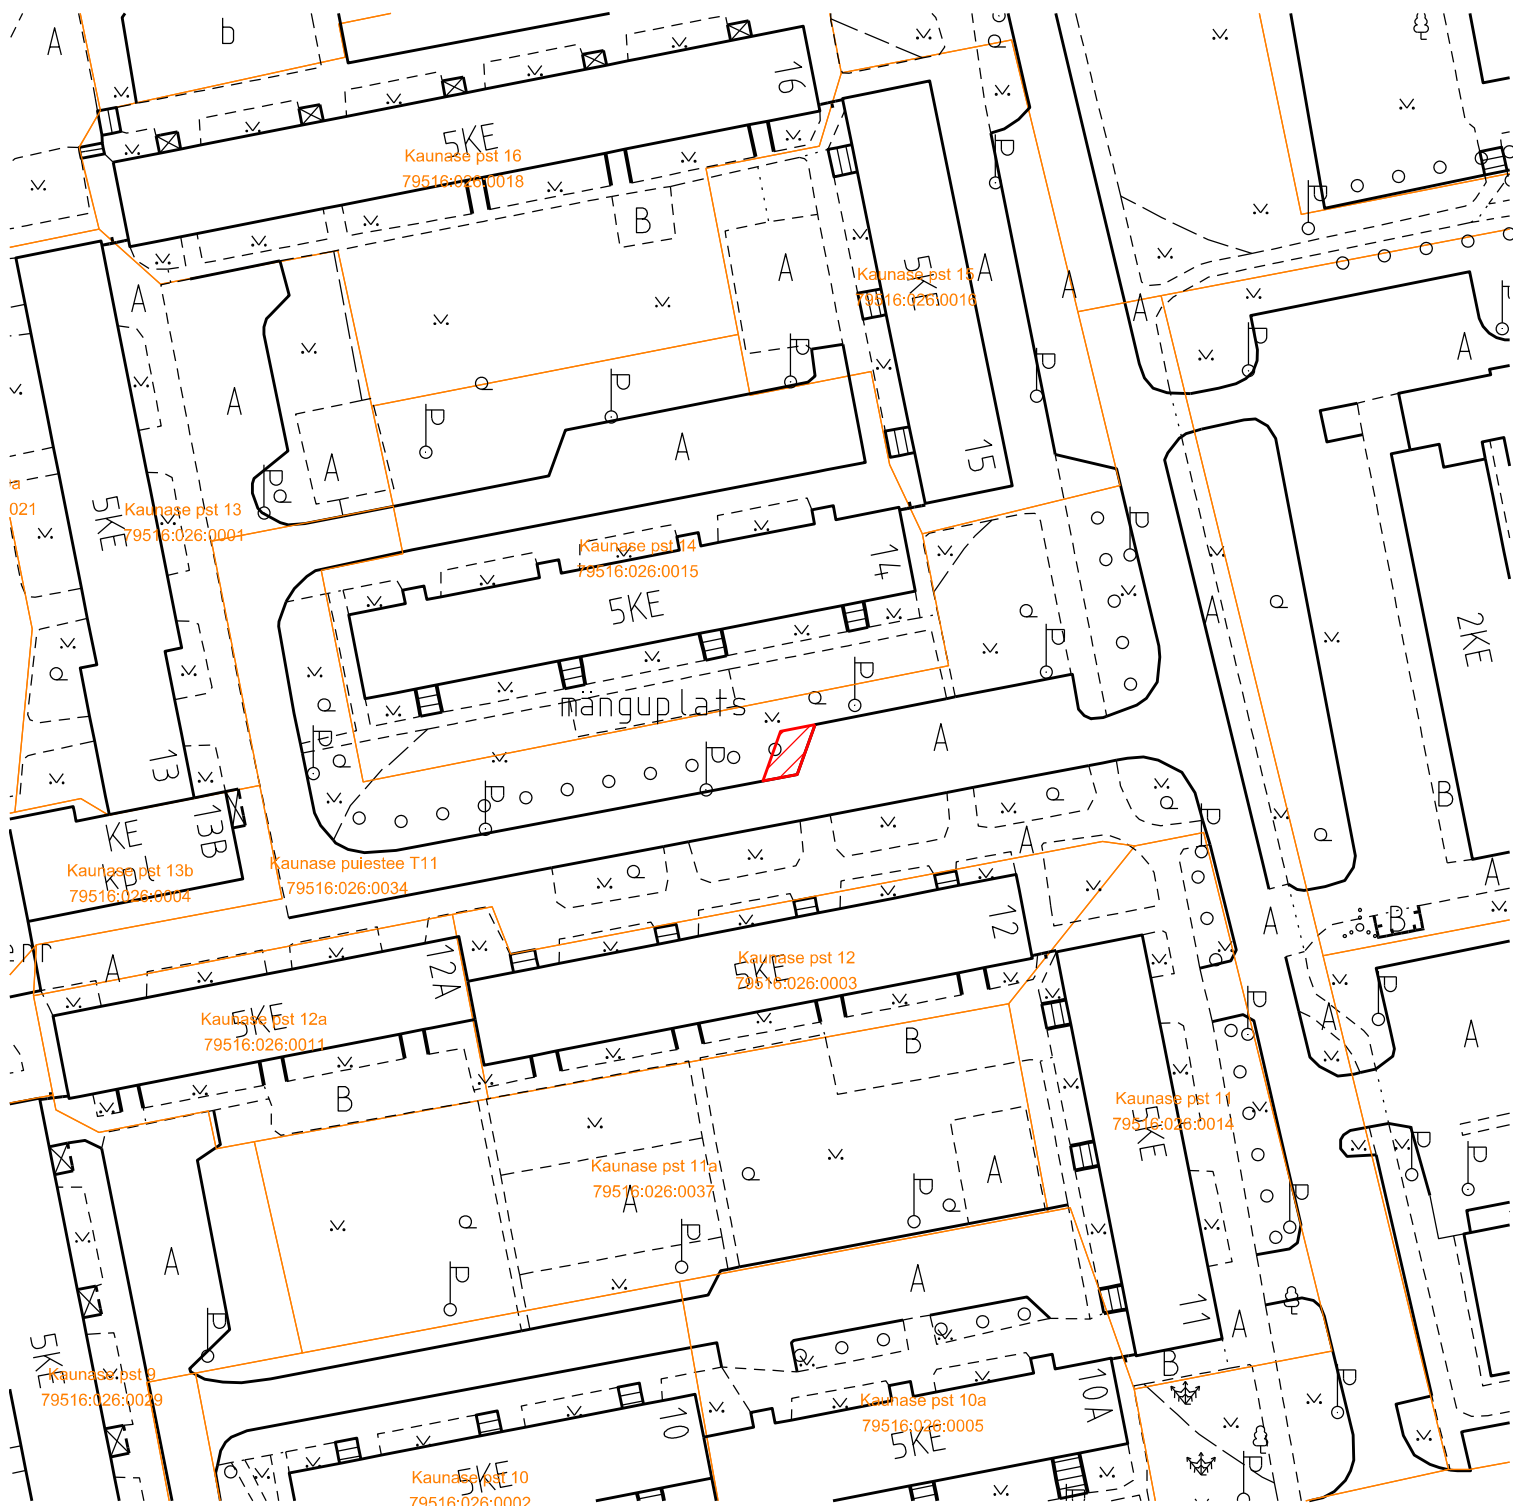 A
b
16
5KE
Kaunase pst 16
79516:026:0018
B
A
A
Kaunase pst 15
79516:026:0016
5KE
A
A
A
A
A
A
A
15
a
021
5KE
Kaunase pst 13
79516:026:0001
Kaunase pst 14
79516:026:0015
14
5KE
A
2KE
mänguplats
A
13
13B
B
KE
Kaunase pst 13b
79516:026:0004
kpl
Kaunase puiestee T11
79516:026:0034
A
A
12
A
B
A
12A
Kaunase pst 12
79516:026:0003
5KE
Kaunase pst 12a
79516:026:0011
5KE
A
A
B
B
Kaunase pst 11
79516:026:0014
5KE
Kaunase pst 11a
79516:026:0037
A
A
A
A
11
A
B
5KE
Kaunase pst 9
79516:026:0029
10
10A
Kaunase pst 10a
79516:026:0005
5KE
Kaunase pst 10
79516:026:0002
5KE